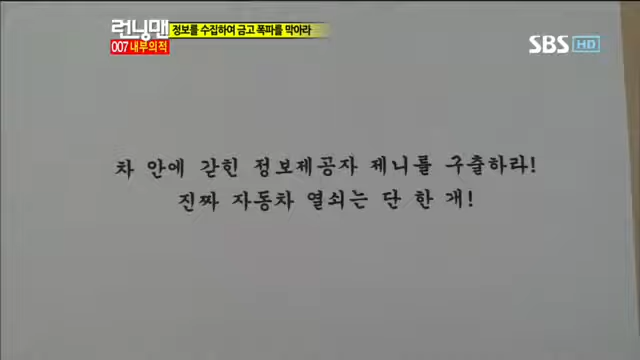 런닝맨 정보를 수집하여 금고 폭파를 막아라
007 내부의 적
SBS HD
차 안에 갇힌 정보제공자 제니를 구출하라!
진짜 자동차 열쇠는 단 한 개!